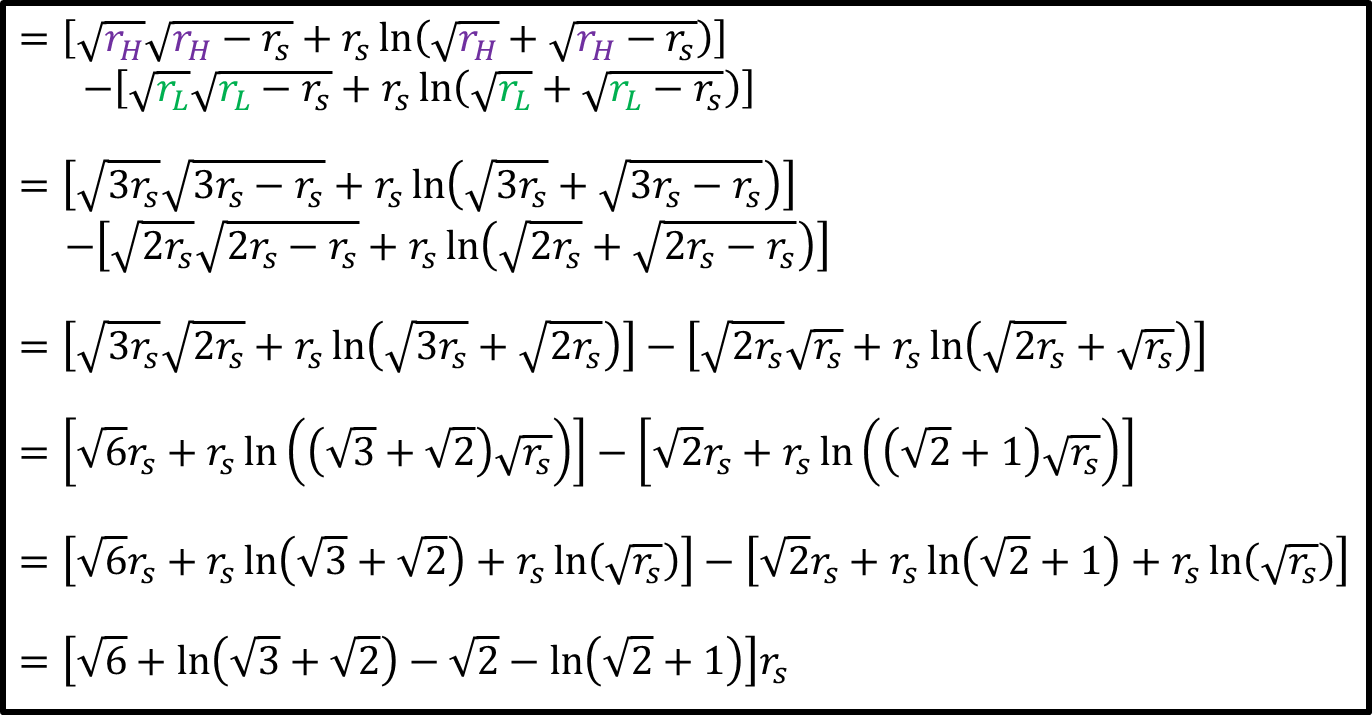 = [√r_H √(r_H − r_s) + r_s ln(√r_H + √(r_H − r_s))]
−[√r_L √(r_L − r_s) + r_s ln(√r_L + √(r_L − r_s))]
= [√(3r_s) √(3r_s − r_s) + r_s ln(√(3r_s) + √(3r_s − r_s))]
−[√(2r_s) √(2r_s − r_s) + r_s ln(√(2r_s) + √(2r_s − r_s))]
= [√(3r_s) √(2r_s) + r_s ln(√(3r_s) + √(2r_s))] − [√(2r_s) √r_s + r_s ln(√(2r_s) + √r_s)]
= [√6 r_s + r_s ln((√3 + √2)√r_s)] − [√2 r_s + r_s ln((√2 + 1)√r_s)]
= [√6 r_s + r_s ln(√3 + √2) + r_s ln(√r_s)] − [√2 r_s + r_s ln(√2 + 1) + r_s ln(√r_s)]
= [√6 + ln(√3 + √2) − √2 − ln(√2 + 1)]r_s